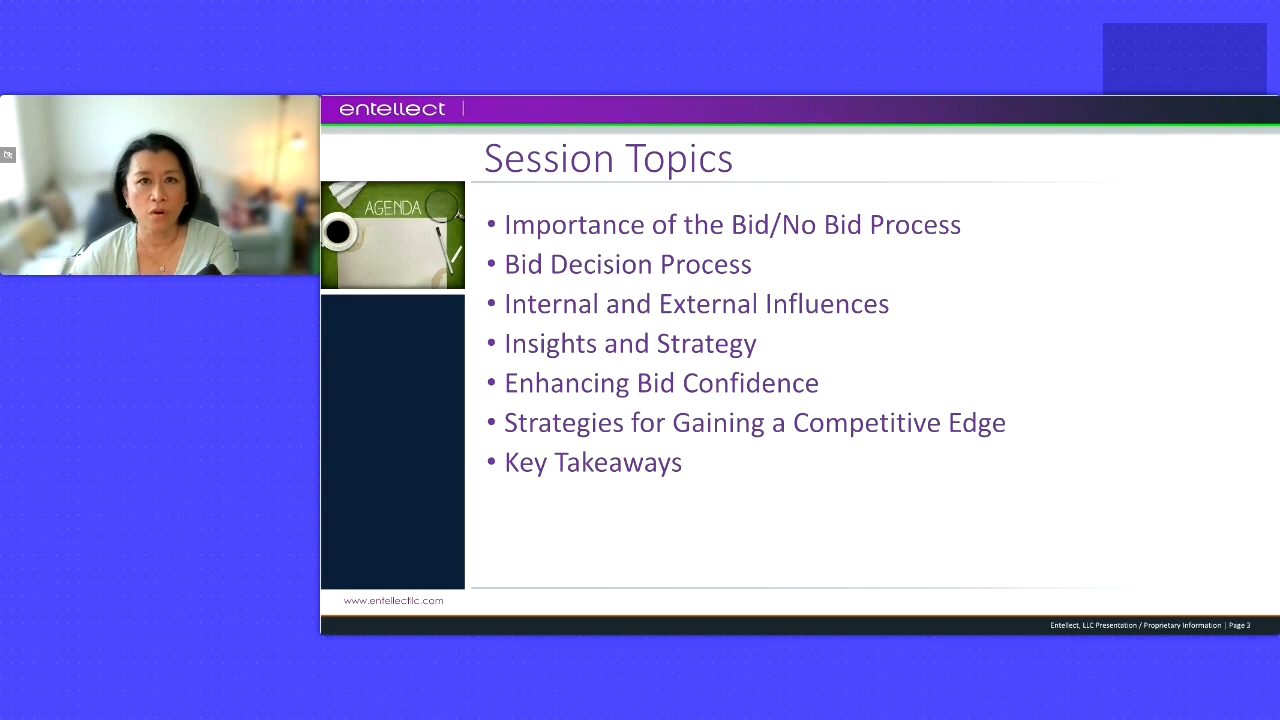 entellect
Session Topics
AGENDA
• Importance of the Bid/No Bid Process
• Bid Decision Process
• Internal and External Influences
• Insights and Strategy
• Enhancing Bid Confidence
• Strategies for Gaining a Competitive Edge
• Key Takeaways
www.entellectllc.com
Entellect, LLC Presentation / Proprietary Information | Page 3